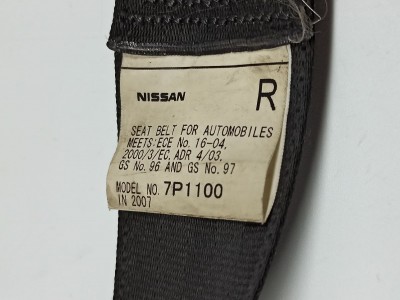 NISSAN R
SEAT BELT FOR AUTOMOBILES
MEETS:ECE No. 16-04,
2000/3/EC, ADR 4/03,
GS No. 96 AND GS No. 97
MODEL NO. 7P1100
IN 2007